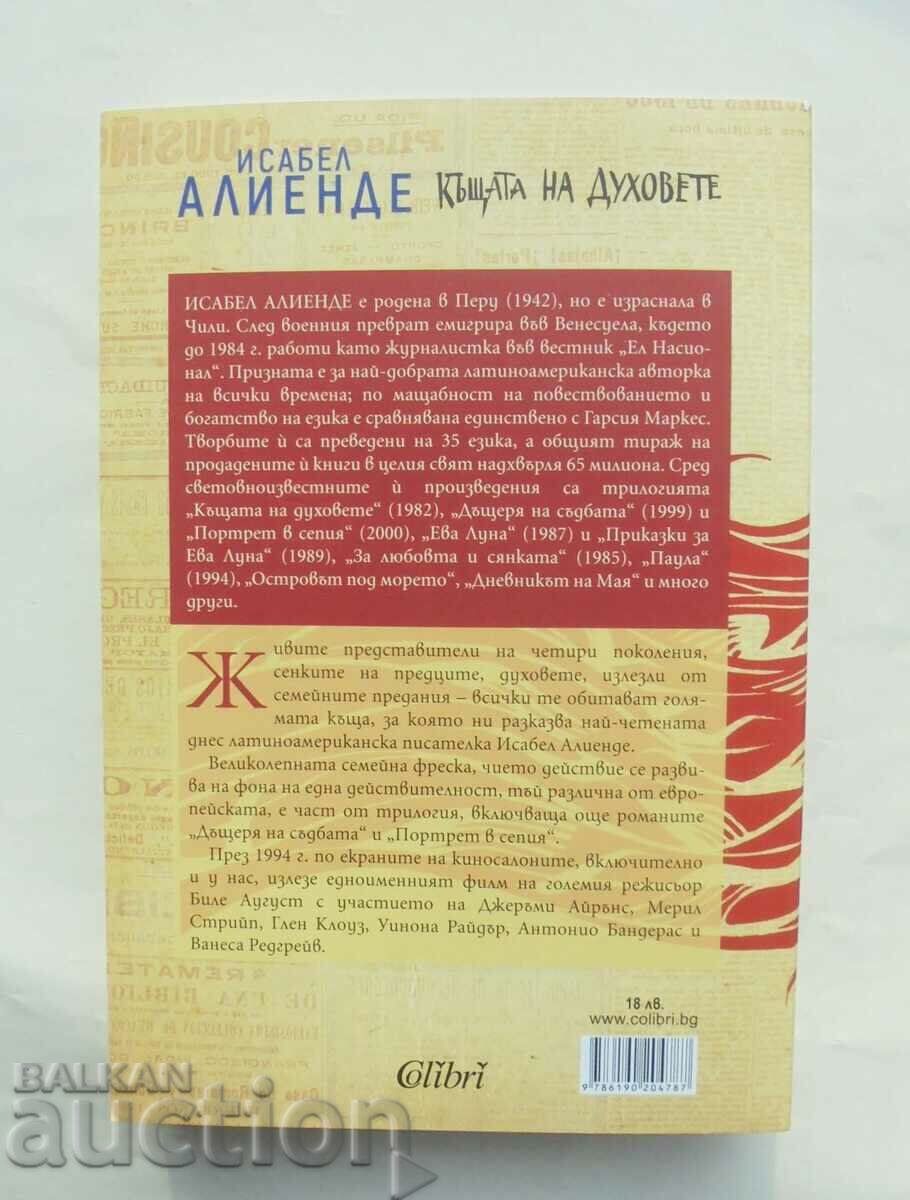 COUSIN
Pilsener
ИСАБЕЛ
АЛИЕНДЕ
КЪЩАТА НА ДУХОВЕТЕ
ИСАБЕЛ АЛИЕНДЕ е родена в Перу (1942), но е израснала в
Чили. След военния преврат емигрира във Венесуела, където
до 1984 г. работи като журналистка във вестник „Ел Насио-
нал“. Призната е за най-добрата латиноамериканска авторка
на всички времена; по мащабност на повествованието и
богатство на езика е сравнявана единствено с Гарсия Маркес.
Творбите ѝ са преведени на 35 езика, а общият тираж на
продадените ѝ книги в целия свят надхвърля 65 милиона. Сред
световноизвестните ѝ произведения са трилогията
„Къщата на духовете“ (1982), „Дъщеря на съдбата“ (1999) и
„Портрет в сепия“ (2000), „Ева Луна“ (1987) и „Приказки за
Ева Луна“ (1989), „За любовта и сянката“ (1985), „Паула“
(1994), „Островът под морето“, „Дневникът на Мая“ и много
други.
Живите представители на четири поколения,
сенките на предците, духовете, излезли от
семейните предания – всички те обитават голя-
мата къща, за която ни разказва най-четената
днес латиноамериканска писателка Исабел Алиенде.
Великолепната семейна фреска, чието действие се разви-
ва на фона на една действителност, тъй различна от евро-
пейската, е част от трилогия, включваща още романите
„Дъщеря на съдбата“ и „Портрет в сепия“.
През 1994 г. по екраните на киносалоните, включително
и у нас, излезе едноименният филм на големия режисьор
Биле Аугуст с участието на Джеръми Айрънс, Мерил
Стрийп, Глен Клоуз, Уинона Райдър, Антонио Бандерас и
Ванеса Редгрейв.
18 лв.
www.colibri.bg
Colibri
9 786190 204787
BALKAN
auction